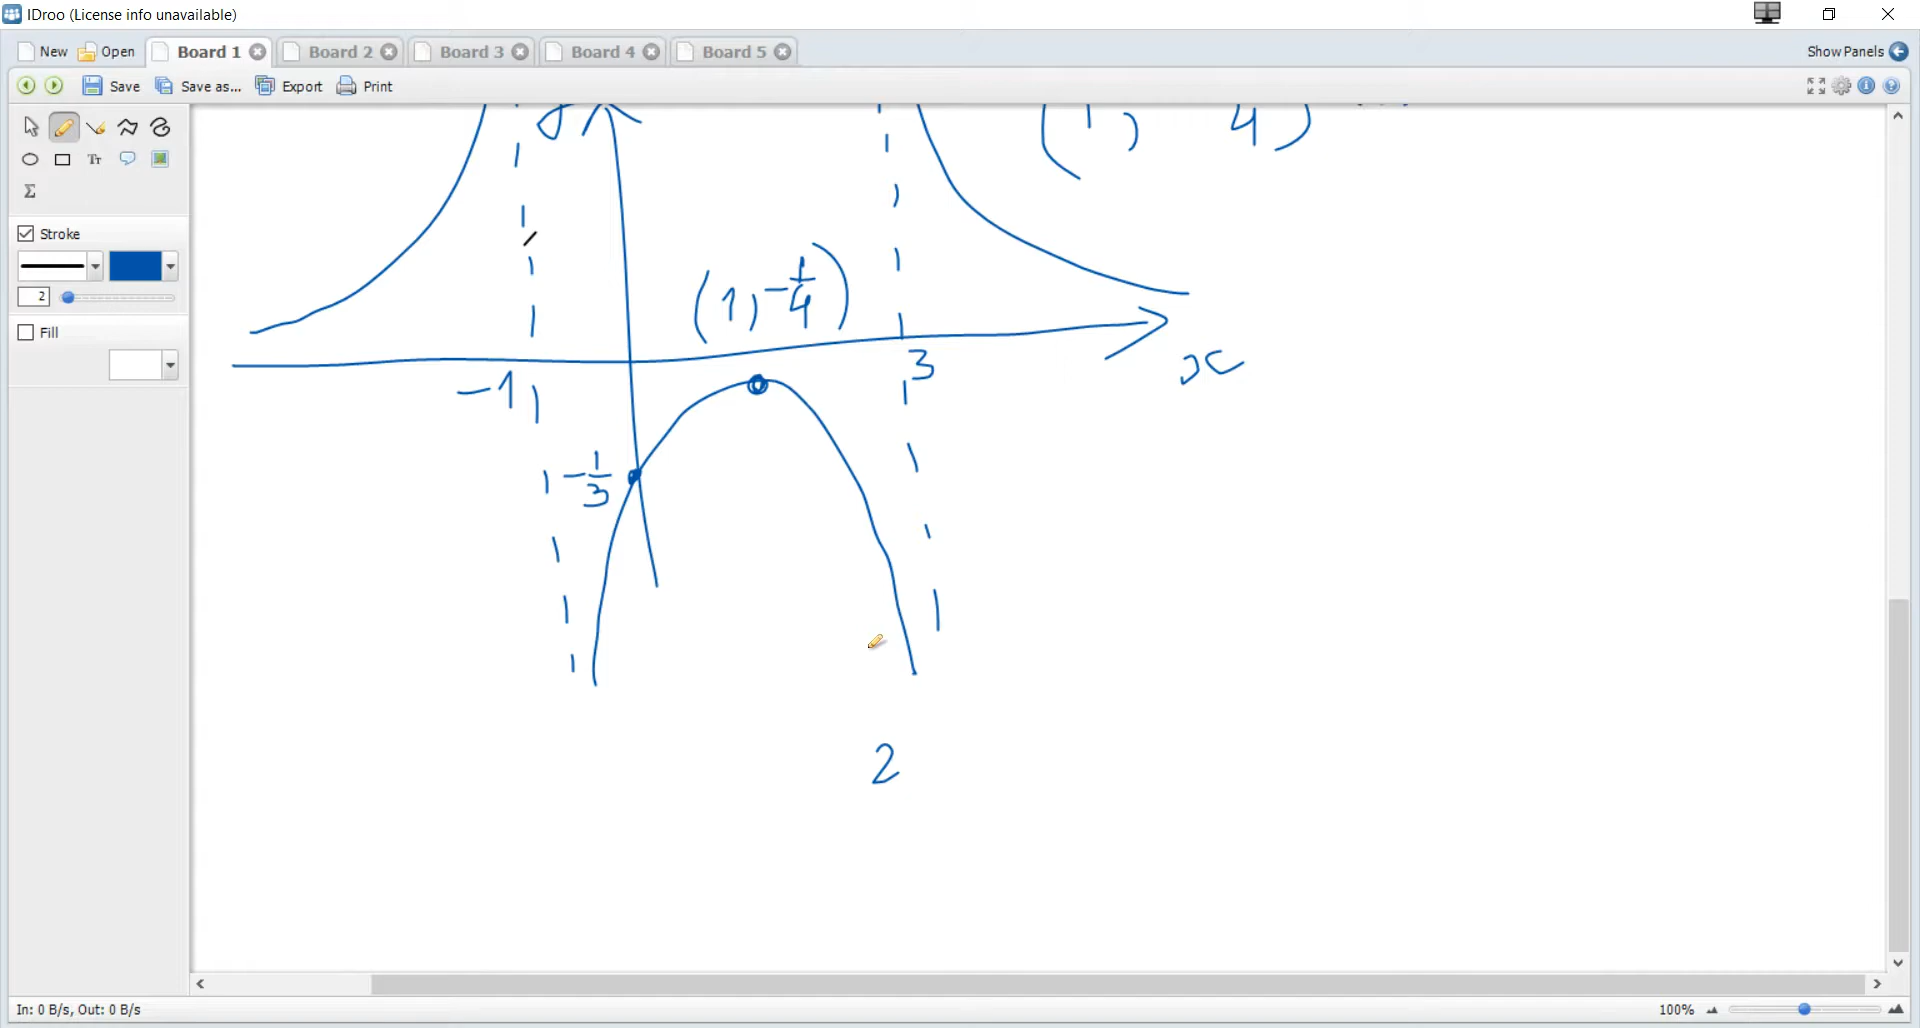 IDroo (License info unavailable)
New Open Board 1 Board 2 Board 3 Board 4 Board 5 Show Panels
Save Save as... Export Print
Tт
Σ
Stroke
2
Fill
y
(1, 4)
(1, -1/4)
-1
3
x
-1/3
2
In: 0 B/s, Out: 0 B/s 100%